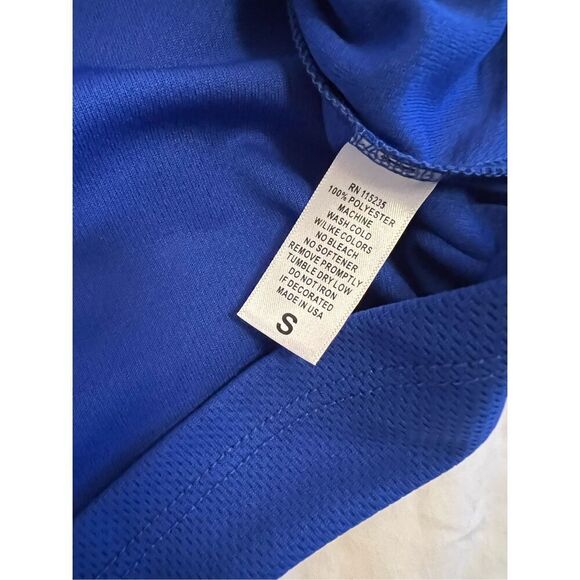 RN 115235
100% POLYESTER
MACHINE
WASH COLD
W/LIKE COLORS
NO BLEACH
NO SOFTENER
REMOVE PROMPTLY
TUMBLE DRY LOW
DO NOT IRON
IF DECORATED
MADE IN USA
S